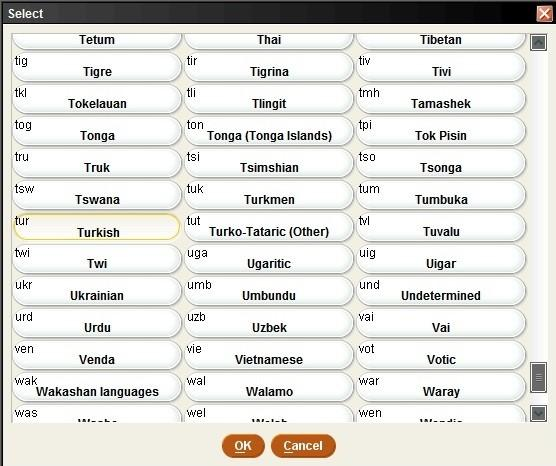 Select
Tetum Thai Tibetan
tig tir tiv
Tigre Tigrina Tivi
tkl tli tmh
Tokelauan Tlingit Tamashek
tog ton tpi
Tonga Tonga (Tonga Islands) Tok Pisin
tru tsi tso
Truk Tsimshian Tsonga
tsw tuk tum
Tswana Turkmen Tumbuka
tur tut tvl
Turkish Turko-Tataric (Other) Tuvalu
twi uga uig
Twi Ugaritic Uigar
ukr umb und
Ukrainian Umbundu Undetermined
urd uzb vai
Urdu Uzbek Vai
ven vie vot
Venda Vietnamese Votic
wak wal war
Wakashan languages Walamo Waray
was wel wen
OK Cancel